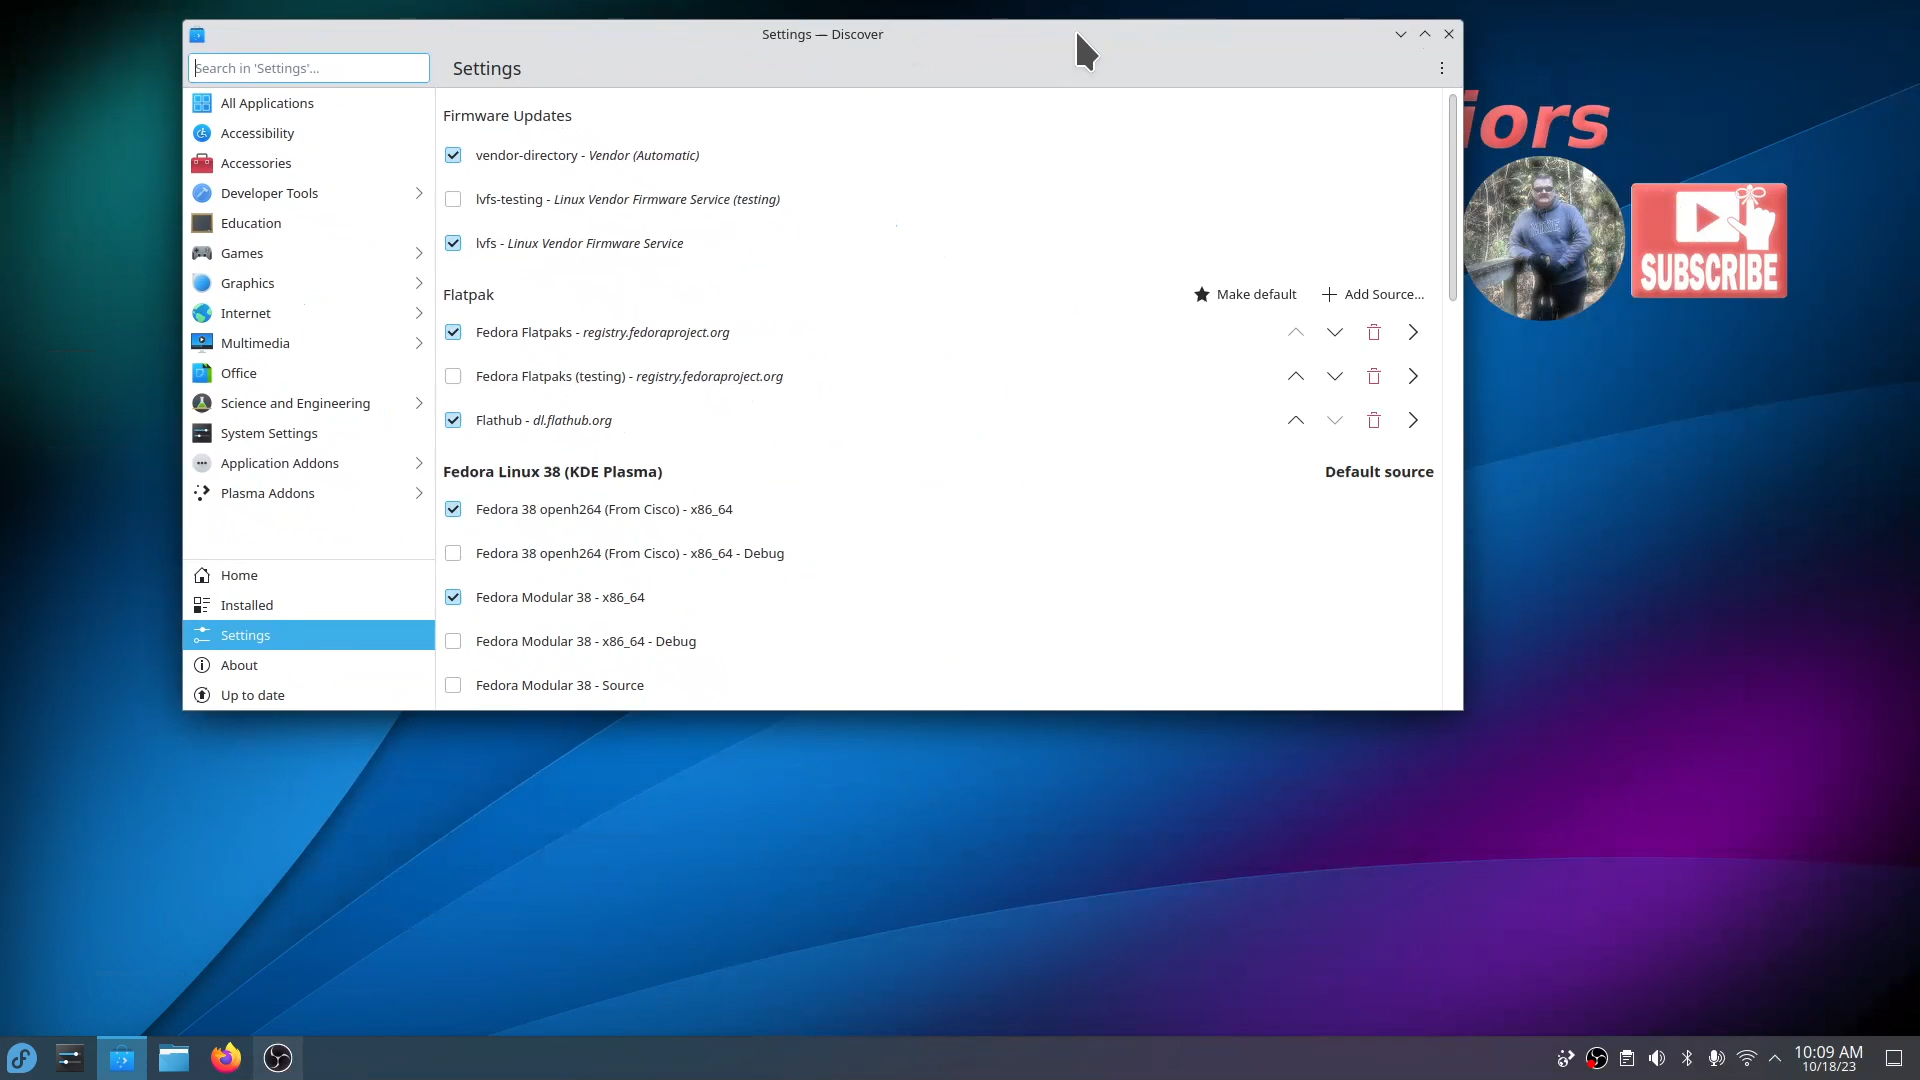 Settings — Discover
Search in 'Settings'...
Settings
All Applications
Accessibility
Accessories
Developer Tools
Education
Games
Graphics
Internet
Multimedia
Office
Science and Engineering
System Settings
Application Addons
Plasma Addons
Home
Installed
Settings
About
Up to date
Firmware Updates
vendor-directory - Vendor (Automatic)
lvfs-testing - Linux Vendor Firmware Service (testing)
lvfs - Linux Vendor Firmware Service
Flatpak Make default Add Source...
Fedora Flatpaks - registry.fedoraproject.org
Fedora Flatpaks (testing) - registry.fedoraproject.org
Flathub - dl.flathub.org
Fedora Linux 38 (KDE Plasma) Default source
Fedora 38 openh264 (From Cisco) - x86_64
Fedora 38 openh264 (From Cisco) - x86_64 - Debug
Fedora Modular 38 - x86_64
Fedora Modular 38 - x86_64 - Debug
Fedora Modular 38 - Source
iors
SUBSCRIBE
10:09 AM
10/18/23